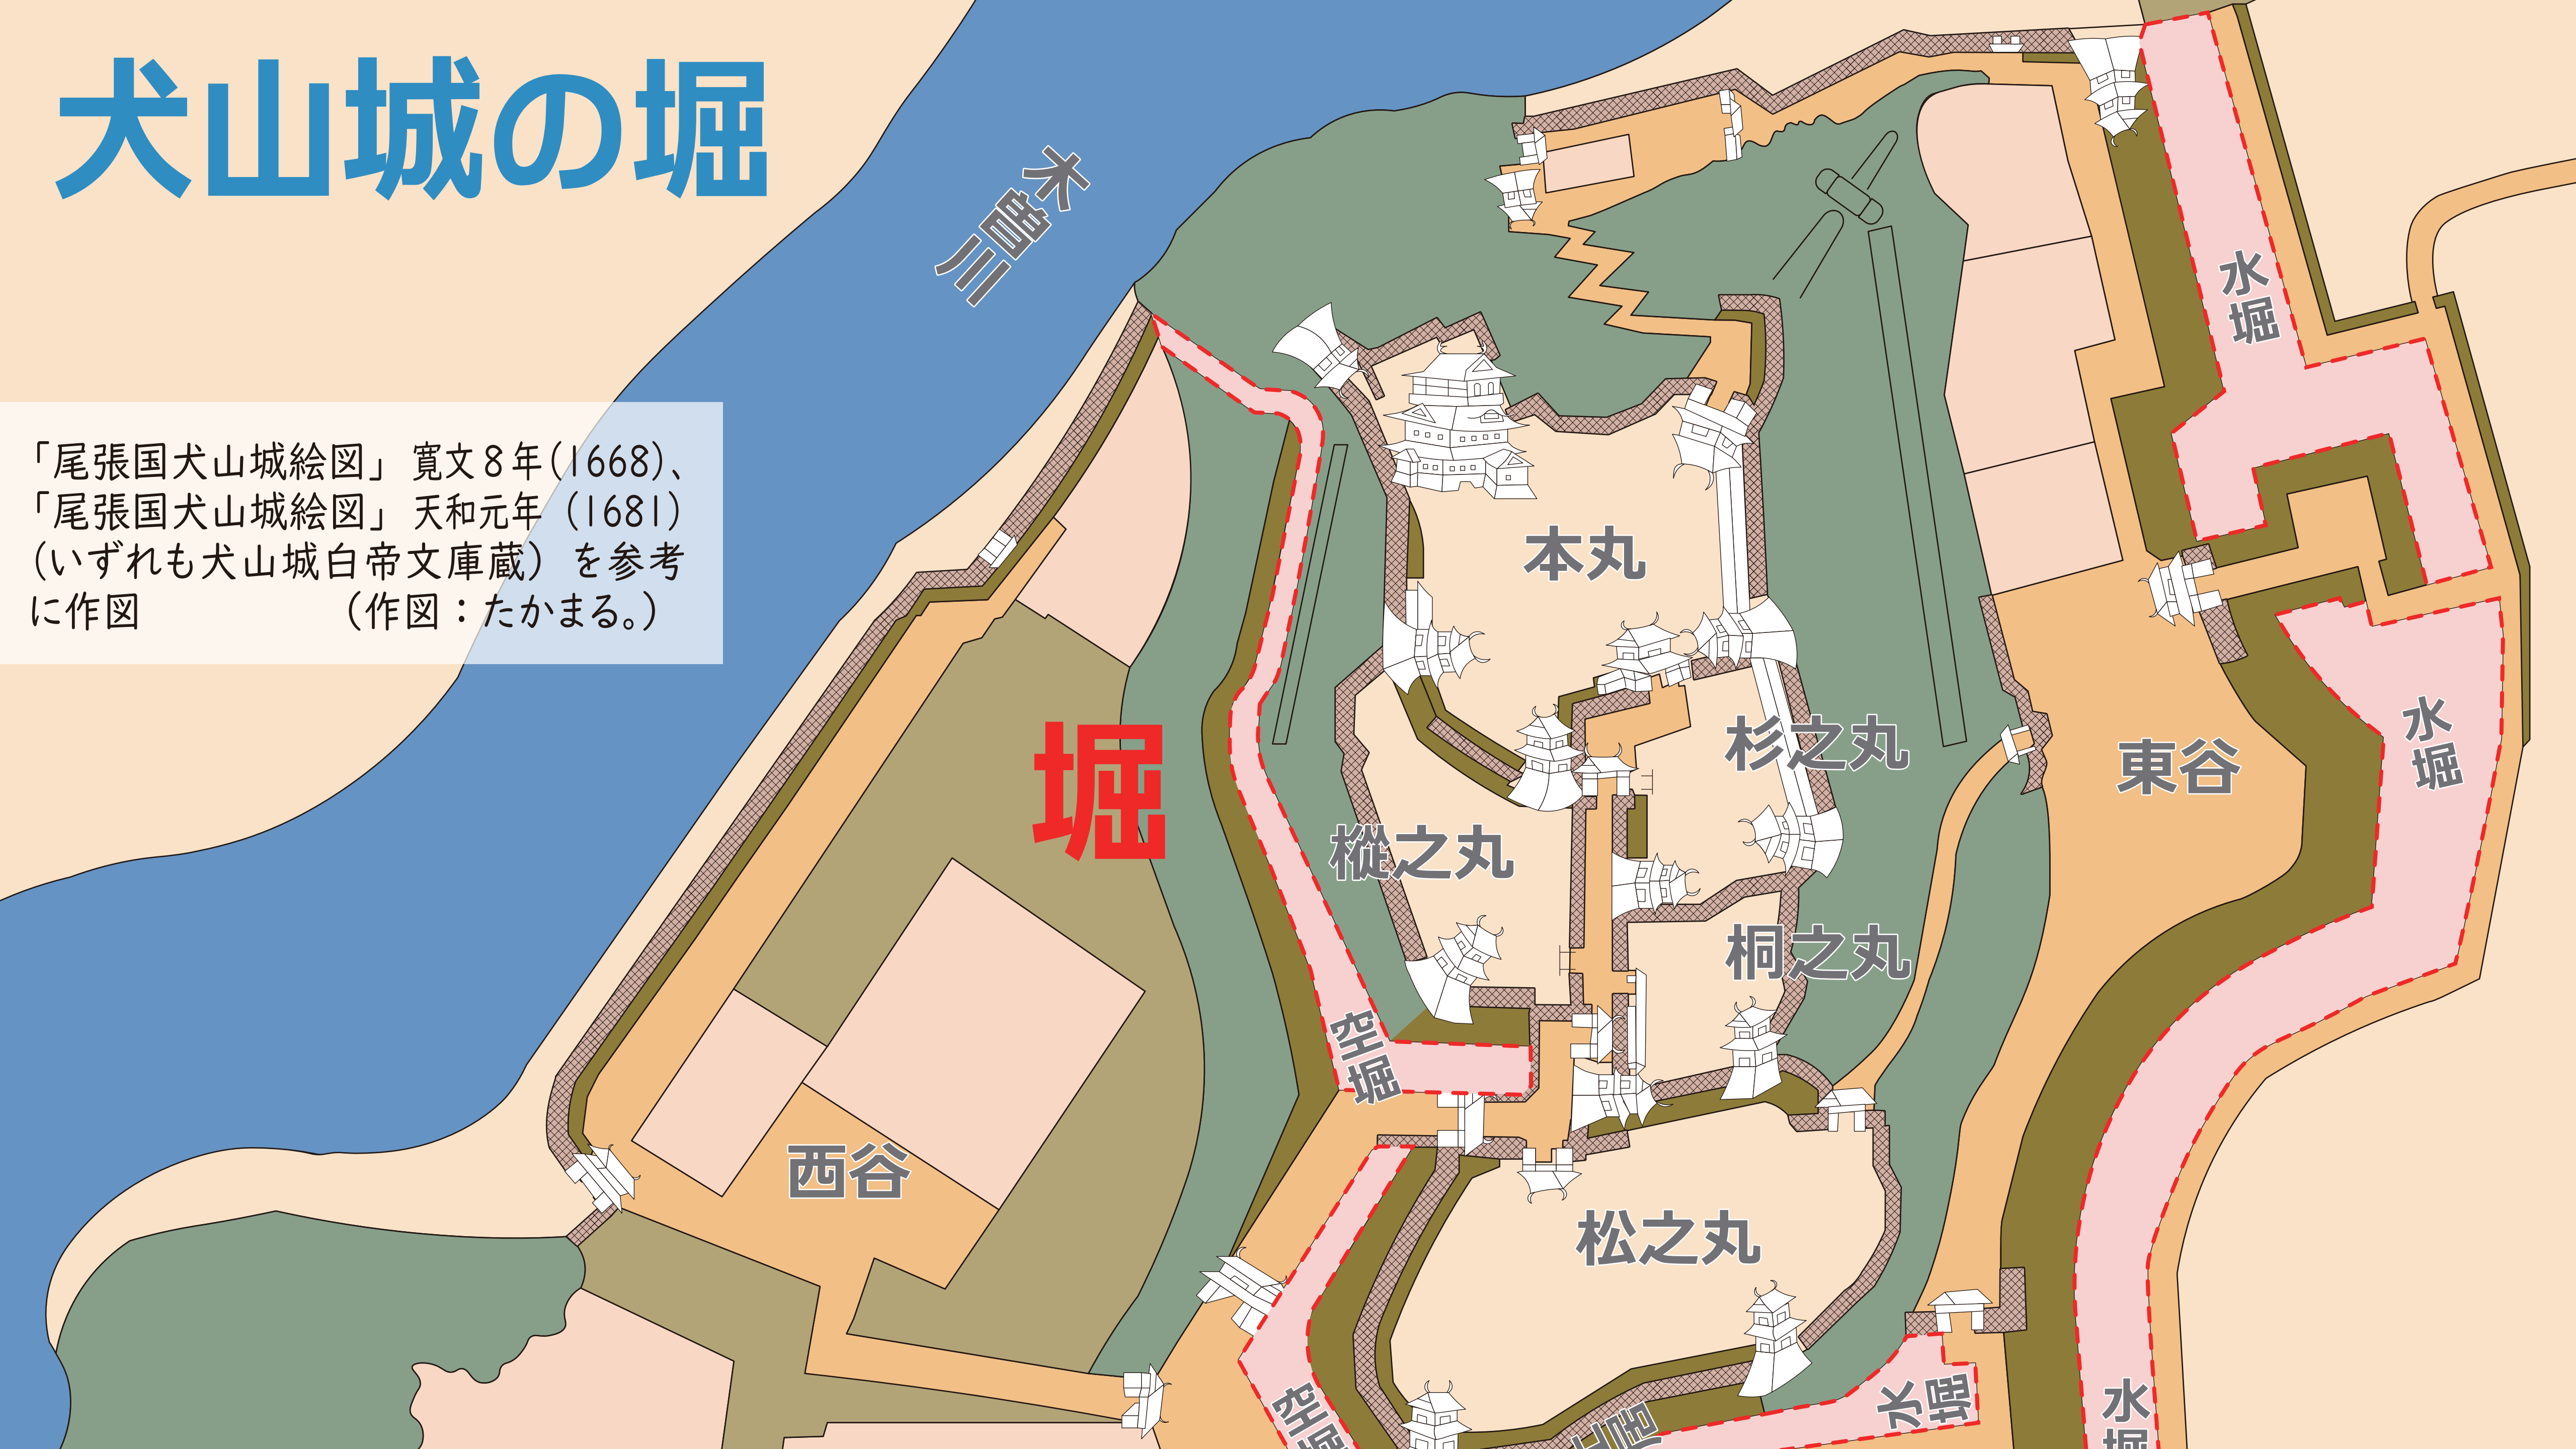 犬山城の堀
木曽川
「尾張国犬山城絵図」寛文8年(1668)、
「尾張国犬山城絵図」天和元年(1681)
(いずれも犬山城白帝文庫蔵)を参考
に作図 (作図：たかまる。)
水堀
本丸
水堀
杉之丸
東谷
堀
樅之丸
桐之丸
空堀
西谷
松之丸
水堀
空堀
水堀